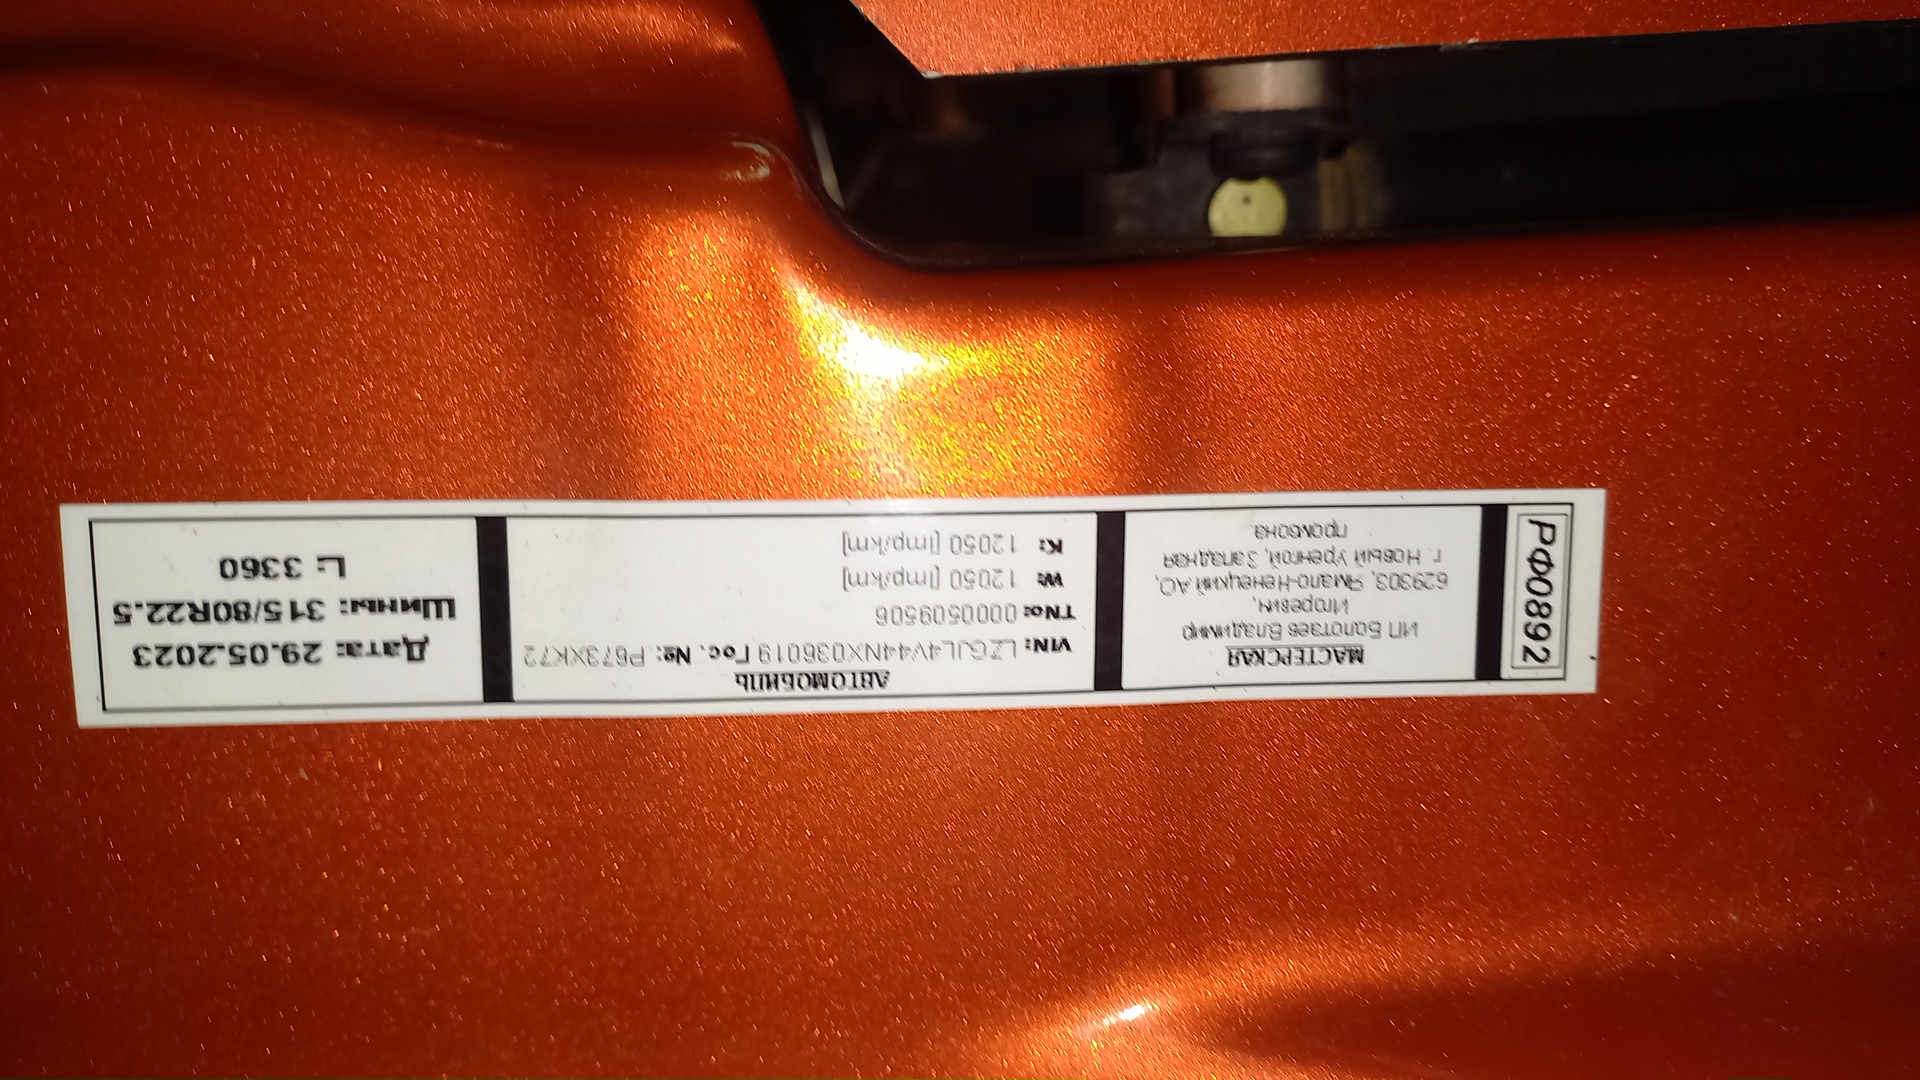 РФ0892
МАСТЕРСКАЯ
ИП Болотаев Владимир
Игоревич,
629303, Ямало-Ненецкий АО,
г. Новый Уренгой, Западная
промзона
АВТОМОБИЛЬ
VIN: LZGJL4V44NX036019 Гос. №: Р673ХК72
TNo: 0000509506
W: 12050 [imp/km]
K: 12050 [imp/km]
Дата: 29.05.2023
Шины: 315/80R22.5
L: 3360